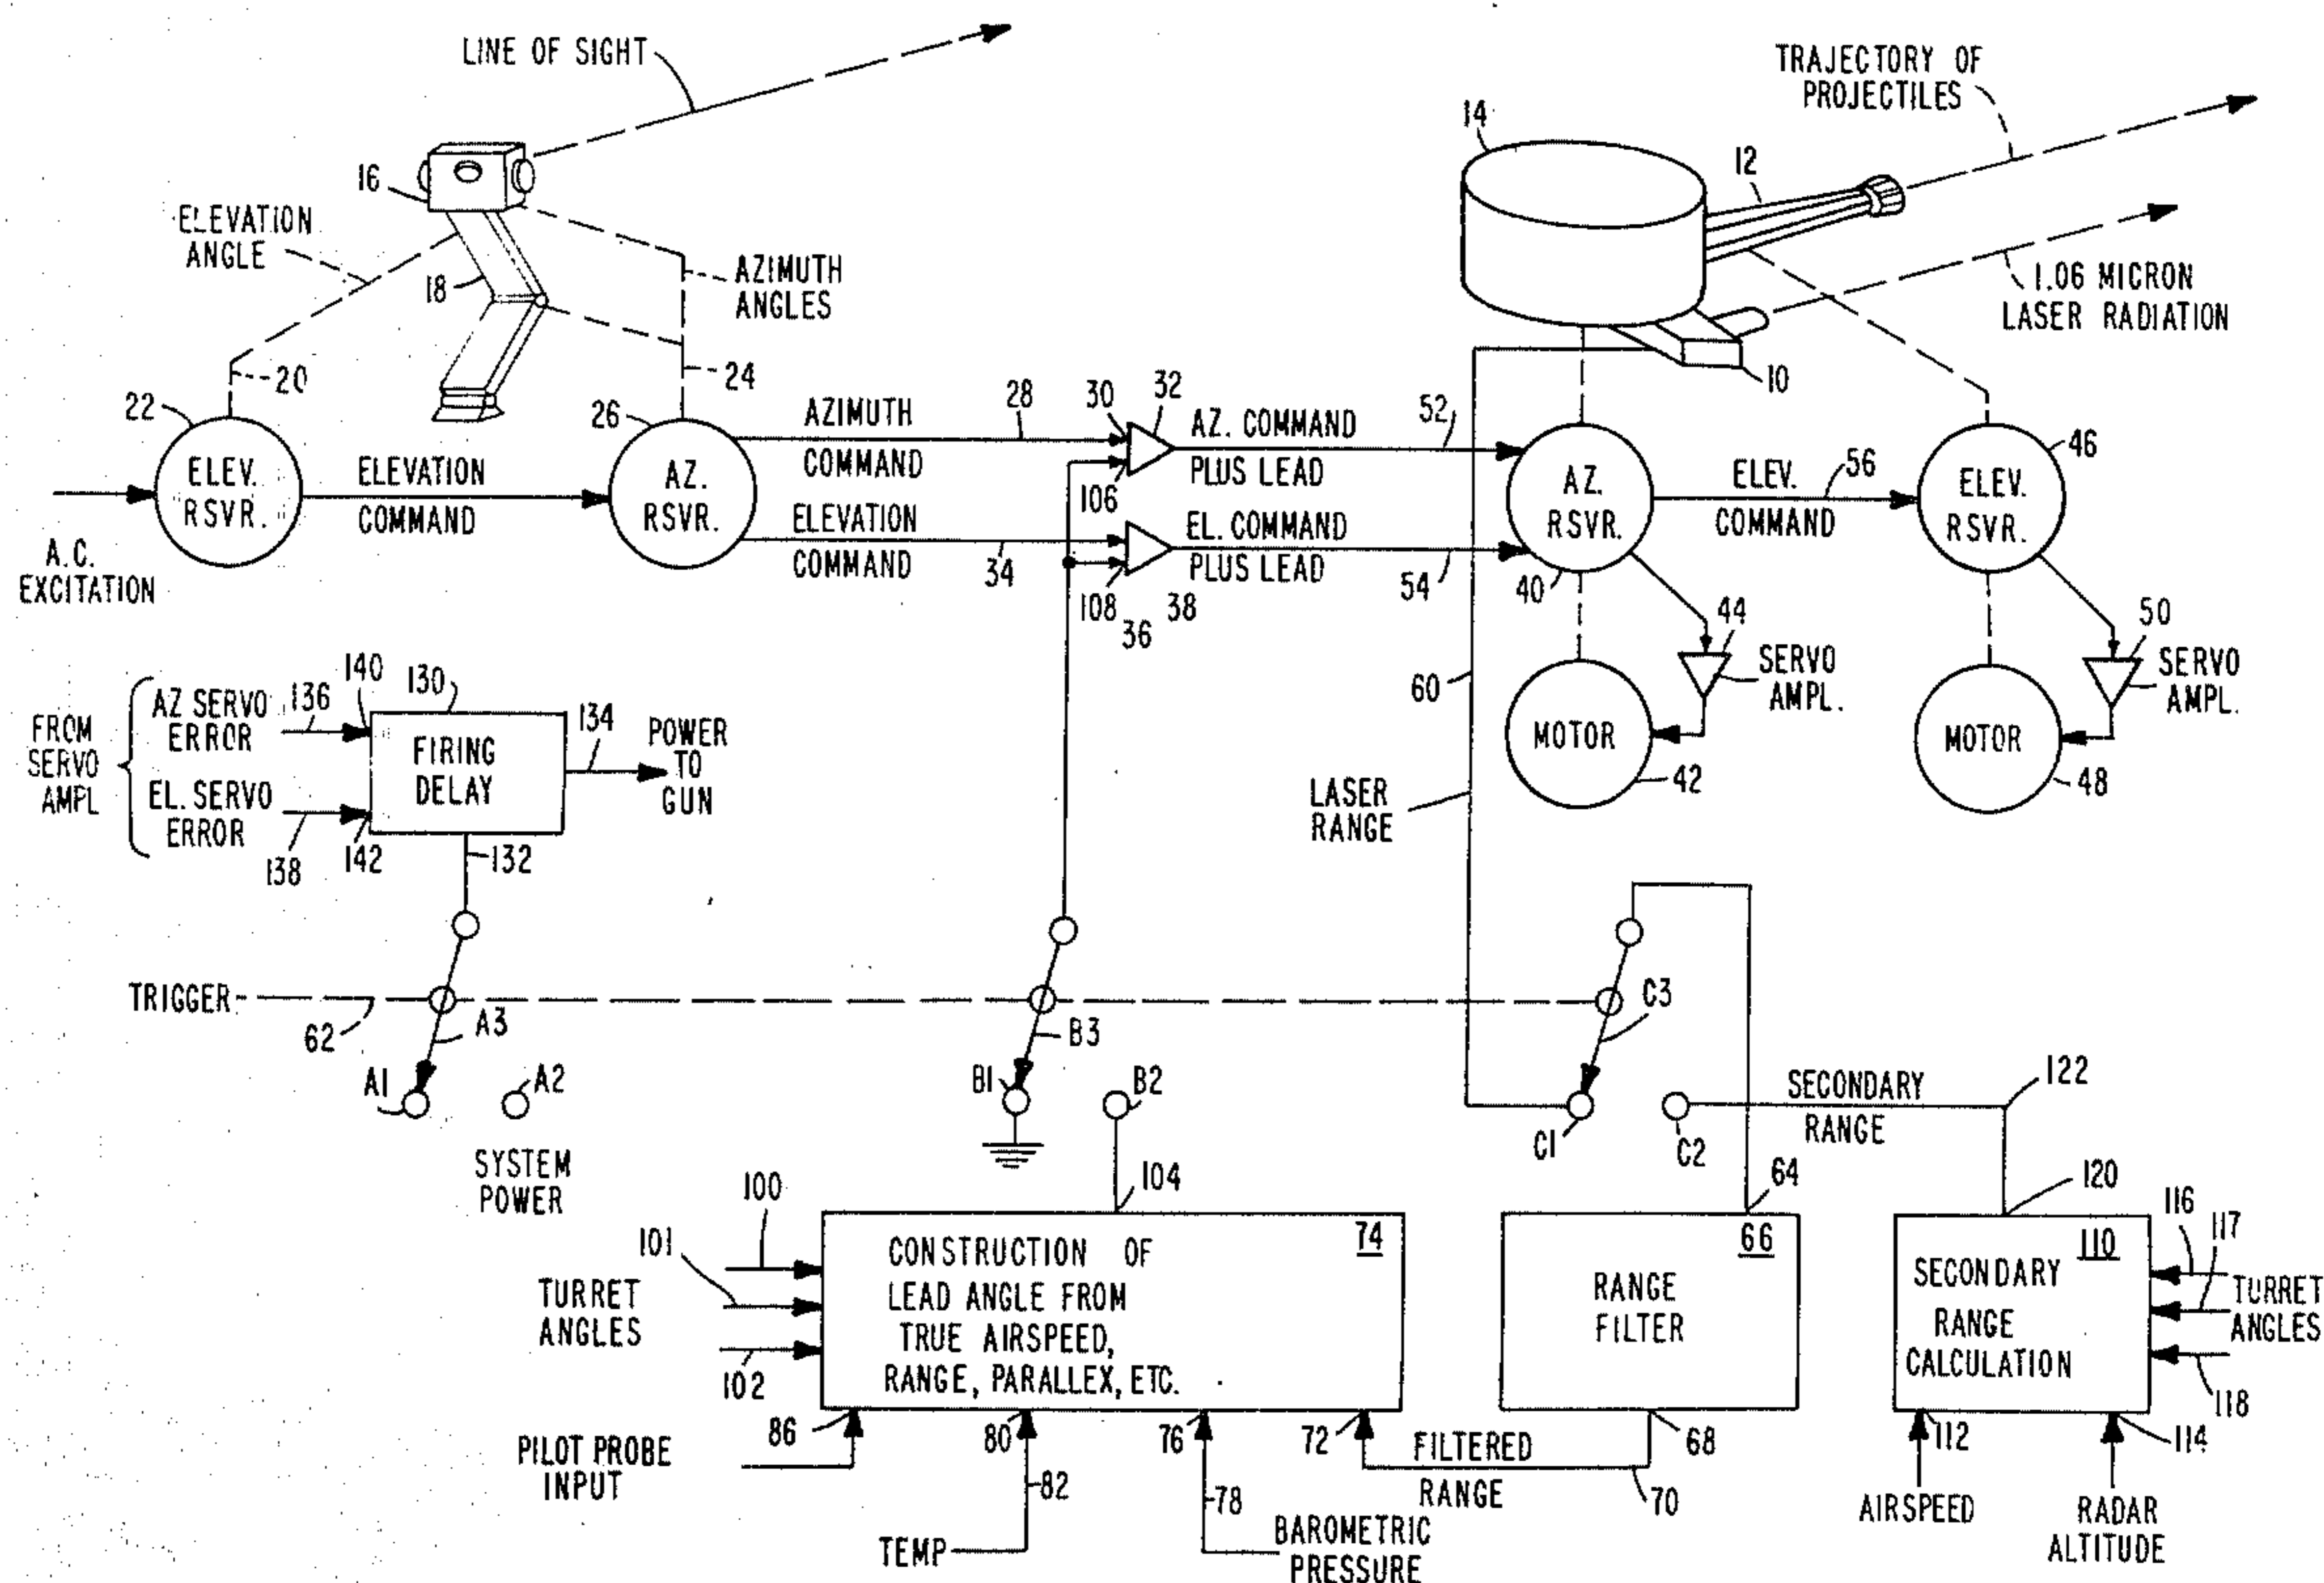 LINE OF SIGHT
TRAJECTORY OF
PROJECTILES
14
12
16
ELEVATION
ANGLE
18
AZIMUTH
ANGLES
1.06 MICRON
LASER RADIATION
20
24
10
22
26
AZIMUTH
COMMAND
28
30
32
AZ. COMMAND
PLUS LEAD
52
46
ELEV.
RSVR.
ELEVATION
COMMAND
AZ.
RSVR.
106
AZ.
RSVR.
ELEV.
COMMAND
56
ELEV.
RSVR.
A.C.
EXCITATION
ELEVATION
COMMAND
34
EL. COMMAND
PLUS LEAD
54
108
36
38
40
44
50
SERVO
AMPL.
SERVO
AMPL.
FROM
SERVO
AMPL
AZ SERVO
ERROR
EL. SERVO
ERROR
136
140
130
138
142
FIRING
DELAY
134
POWER
TO
GUN
132
60
LASER
RANGE
MOTOR
42
MOTOR
48
TRIGGER
62
A3
A1
A2
B3
B1
B2
C3
C1
C2
SYSTEM
POWER
SECONDARY
RANGE
122
104
64
120
100
101
102
TURRET
ANGLES
74
CONSTRUCTION OF
LEAD ANGLE FROM
TRUE AIRSPEED,
RANGE, PARALLEX, ETC.
66
RANGE
FILTER
110
SECONDARY
RANGE
CALCULATION
116
117
118
TURRET
ANGLES
86
80
76
72
68
112
114
PILOT PROBE
INPUT
82
TEMP
78
BAROMETRIC
PRESSURE
FILTERED
RANGE
70
AIRSPEED
RADAR
ALTITUDE